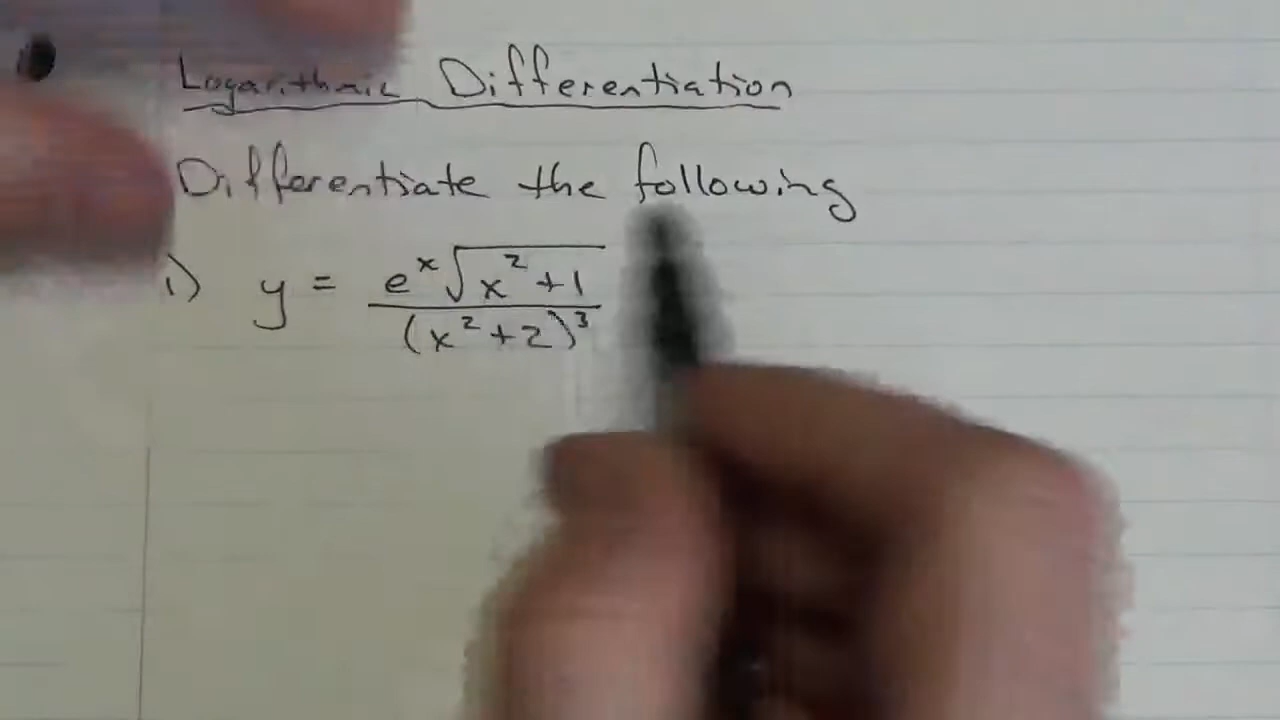 Logarithmic Differentiation
Differentiate the following
1) y = e^x √(x^2+1) / (x^2+2)^3